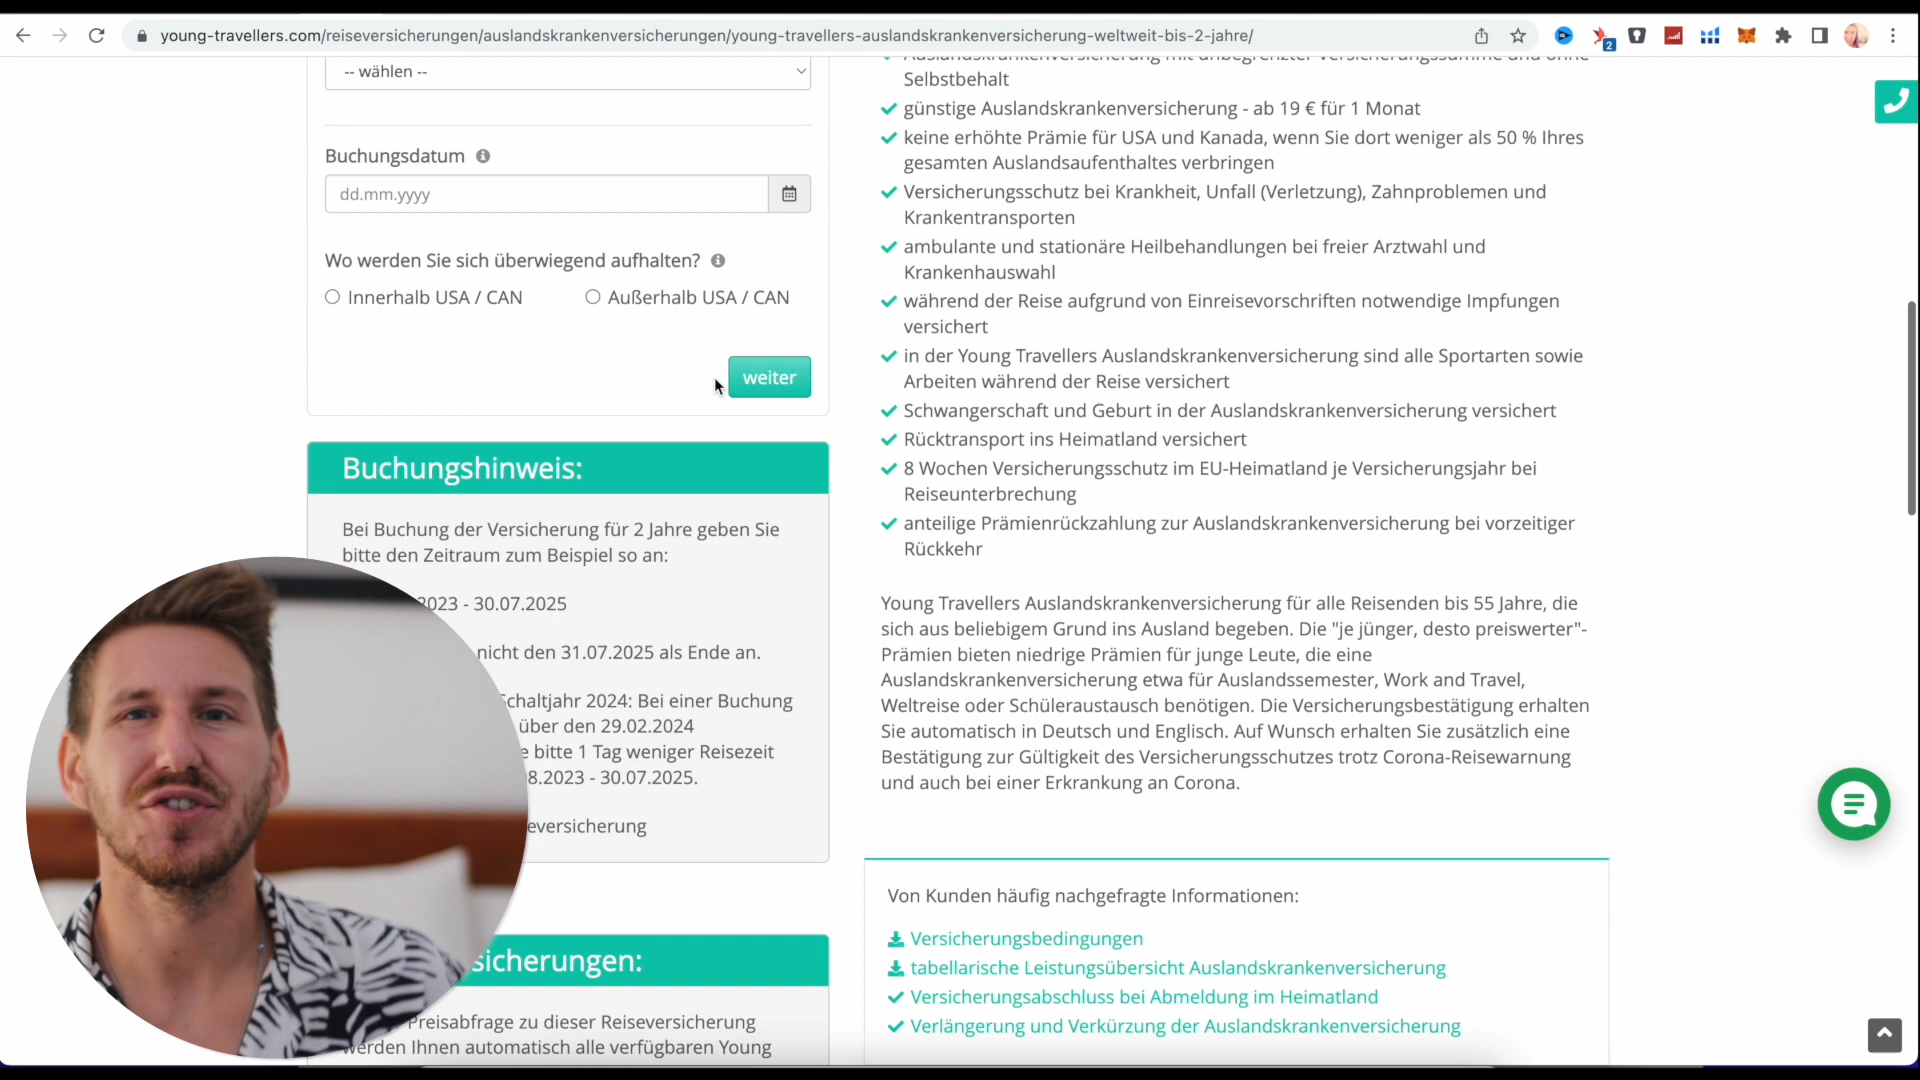 young-travellers.com/reiseversicherungen/auslandskrankenversicherungen/young-travellers-auslandskrankenversicherung-weltweit-bis-2-jahre/
2
-- wählen --
Buchungsdatum
dd.mm.yyyy
Wo werden Sie sich überwiegend aufhalten?
Innerhalb USA / CAN
Außerhalb USA / CAN
weiter
Buchungshinweis:
Bei Buchung der Versicherung für 2 Jahre geben Sie
bitte den Zeitraum zum Beispiel so an:
2023 - 30.07.2025
nicht den 31.07.2025 als Ende an.
Schaltjahr 2024: Bei einer Buchung
über den 29.02.2024
bitte 1 Tag weniger Reisezeit
8.2023 - 30.07.2025.
eversicherung
sicherungen:
Preisabfrage zu dieser Reiseversicherung
werden Ihnen automatisch alle verfügbaren Young
Auslandskrankenversicherung mit unbegrenzter Versicherungssumme und ohne
Selbstbehalt
günstige Auslandskrankenversicherung - ab 19 € für 1 Monat
keine erhöhte Prämie für USA und Kanada, wenn Sie dort weniger als 50 % Ihres
gesamten Auslandsaufenthaltes verbringen
Versicherungsschutz bei Krankheit, Unfall (Verletzung), Zahnproblemen und
Krankentransporten
ambulante und stationäre Heilbehandlungen bei freier Arztwahl und
Krankenhauswahl
während der Reise aufgrund von Einreisevorschriften notwendige Impfungen
versichert
in der Young Travellers Auslandskrankenversicherung sind alle Sportarten sowie
Arbeiten während der Reise versichert
Schwangerschaft und Geburt in der Auslandskrankenversicherung versichert
Rücktransport ins Heimatland versichert
8 Wochen Versicherungsschutz im EU-Heimatland je Versicherungsjahr bei
Reiseunterbrechung
anteilige Prämienrückzahlung zur Auslandskrankenversicherung bei vorzeitiger
Rückkehr
Young Travellers Auslandskrankenversicherung für alle Reisenden bis 55 Jahre, die
sich aus beliebigem Grund ins Ausland begeben. Die "je jünger, desto preiswerter"-
Prämien bieten niedrige Prämien für junge Leute, die eine
Auslandskrankenversicherung etwa für Auslandssemester, Work and Travel,
Weltreise oder Schüleraustausch benötigen. Die Versicherungsbestätigung erhalten
Sie automatisch in Deutsch und Englisch. Auf Wunsch erhalten Sie zusätzlich eine
Bestätigung zur Gültigkeit des Versicherungsschutzes trotz Corona-Reisewarnung
und auch bei einer Erkrankung an Corona.
Von Kunden häufig nachgefragte Informationen:
Versicherungsbedingungen
tabellarische Leistungsübersicht Auslandskrankenversicherung
Versicherungsabschluss bei Abmeldung im Heimatland
Verlängerung und Verkürzung der Auslandskrankenversicherung